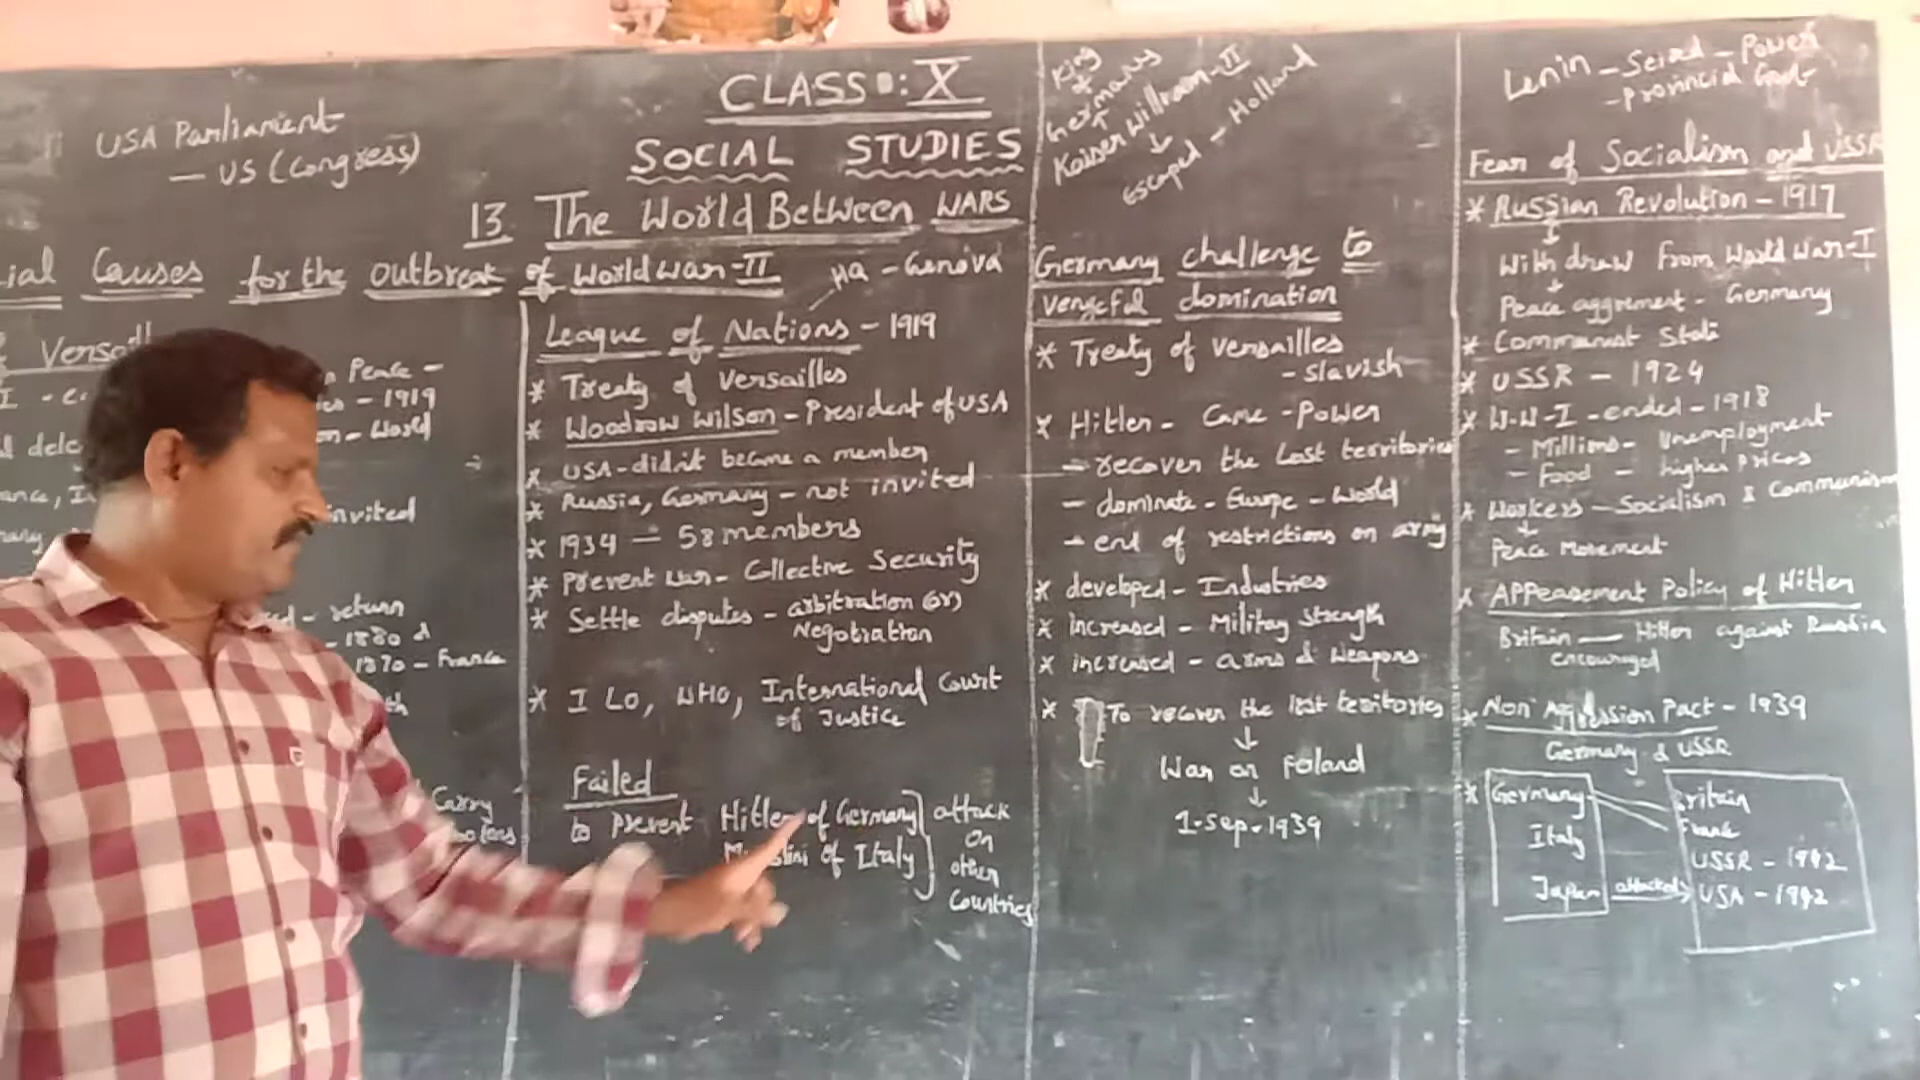 USA Parliament
- US (Congress)
CLASS : X
SOCIAL STUDIES
13. The World Between WARS
ial Causes for the outbreak of World War-II
Peace -
- 1919
- World
invited
- return
- 1880 &
1870 - France
th
Carry
HQ - Genova
League of Nations - 1919
* Treaty of Versailles
* Woodrow Wilson - President of USA
* USA - didn't became a member
* Russia, Germany - not invited
* 1934 - 58 members
* Prevent war - Collective Security
* Settle disputes - arbitration (or)
Negotiation
* ILO, WHO, International Court
of Justice
Failed
to prevent Hitler of Germany
of Italy
attack
on
other
Countries
King
of
Germany
Kaiser William-II
↓
Escaped - Holland
Germany challenge to
vengeful domination
* Treaty of Versailles
- Slavish
* Hitler - Came - Power
- recover the Lost territories
- dominate - Europe - World
- end of restrictions on army
* developed - Industries
* increased - Military Strength
* increased - arms & weapons
* To recover the lost territories
↓
War on Poland
↓
1-Sep-1939
Lenin - Seized - Power
- Provincial Govt
Fear of Socialism and USSR
* Russian Revolution - 1917
↓
With draw from World War-I
↓
Peace aggrement - Germany
* Communist State
* USSR - 1924
* W-W-I - ended - 1918
- Millions - Unemployment
- Food - higher Prices
* Workers - Socialism & Communism
↓
Peace Movement
* APPeasement Policy of Hitler
Britain — Hitler against Russia
encouraged
* Non Aggression Pact - 1939
Germany & USSR
* Germany
Italy
Japan attacked →
Britain
France
USSR - 1942
USA - 1942